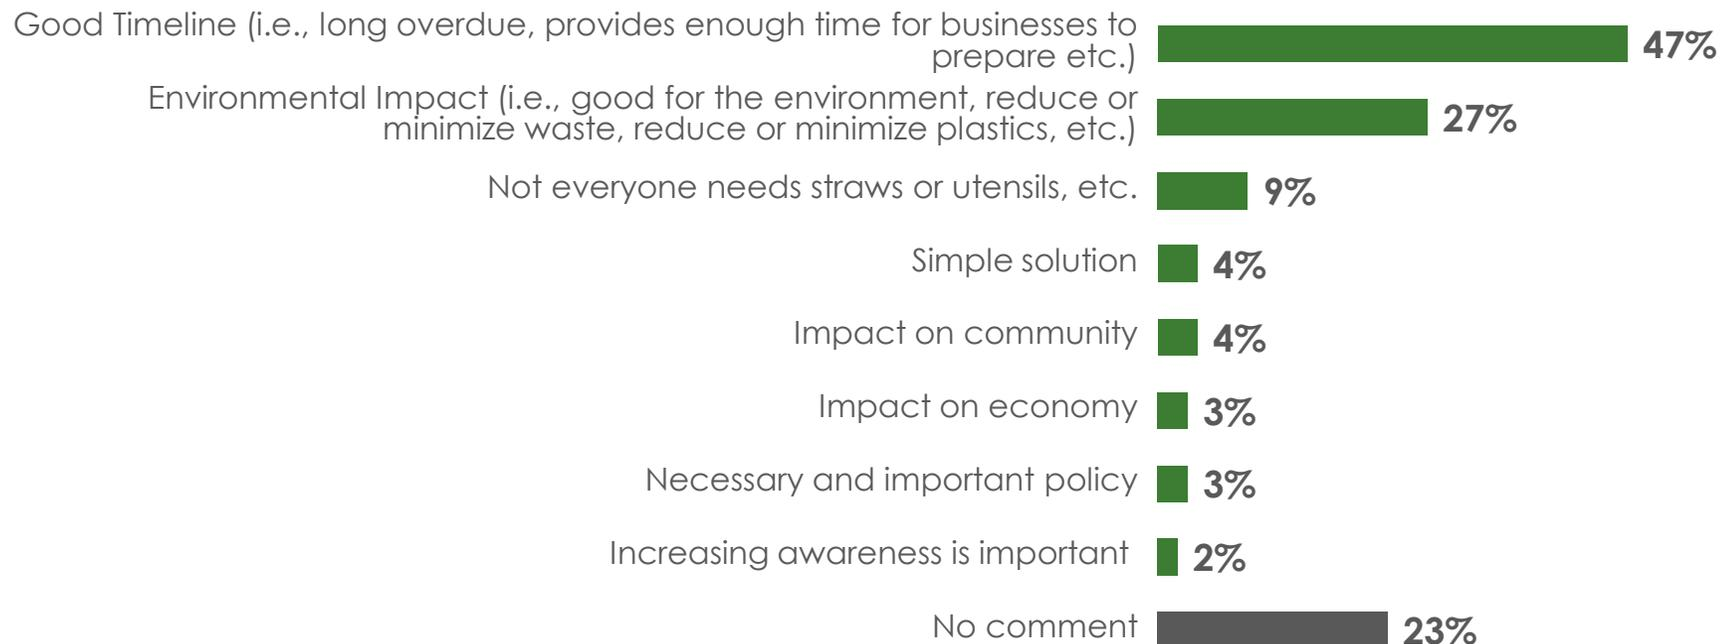 Good Timeline (i.e., long overdue, provides enough time for businesses to
prepare etc.) 47%
Environmental Impact (i.e., good for the environment, reduce or
minimize waste, reduce or minimize plastics, etc.) 27%
Not everyone needs straws or utensils, etc. 9%
Simple solution 4%
Impact on community 4%
Impact on economy 3%
Necessary and important policy 3%
Increasing awareness is important 2%
No comment 23%